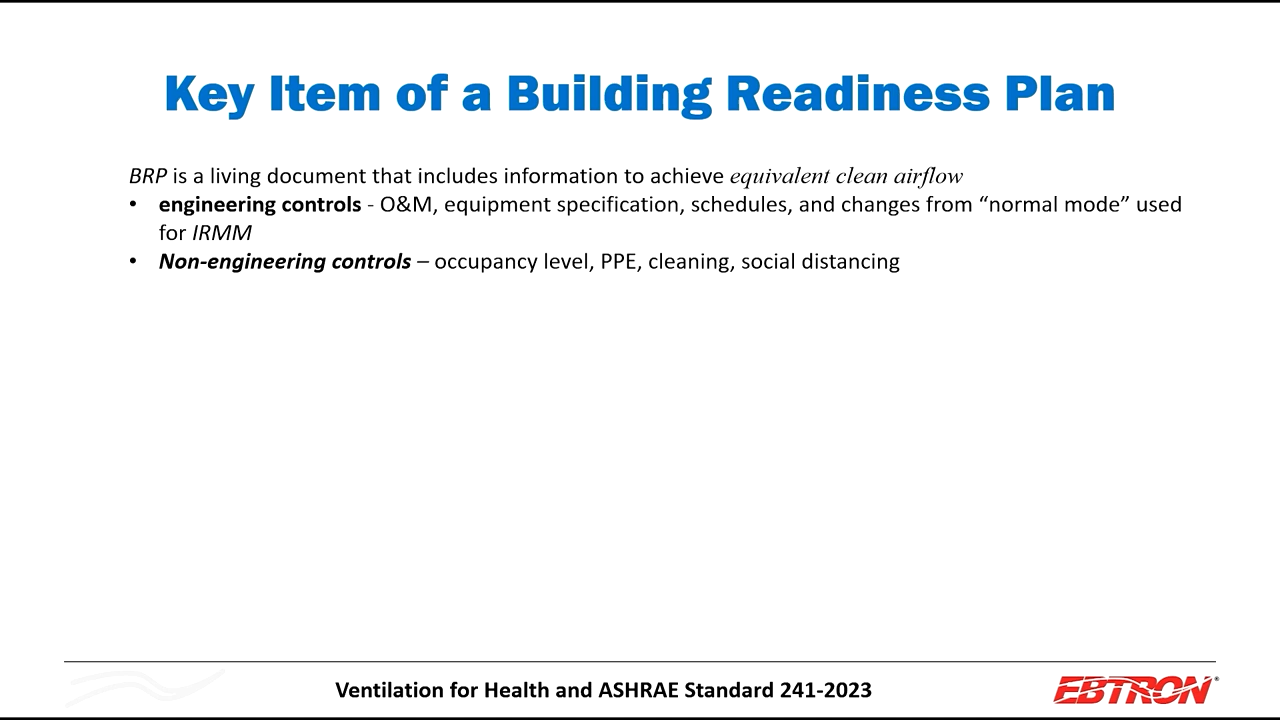 Key Item of a Building Readiness Plan
BRP is a living document that includes information to achieve equivalent clean airflow
• engineering controls - O&M, equipment specification, schedules, and changes from “normal mode” used
for IRMM
• Non-engineering controls – occupancy level, PPE, cleaning, social distancing
Ventilation for Health and ASHRAE Standard 241-2023
EBTRON®